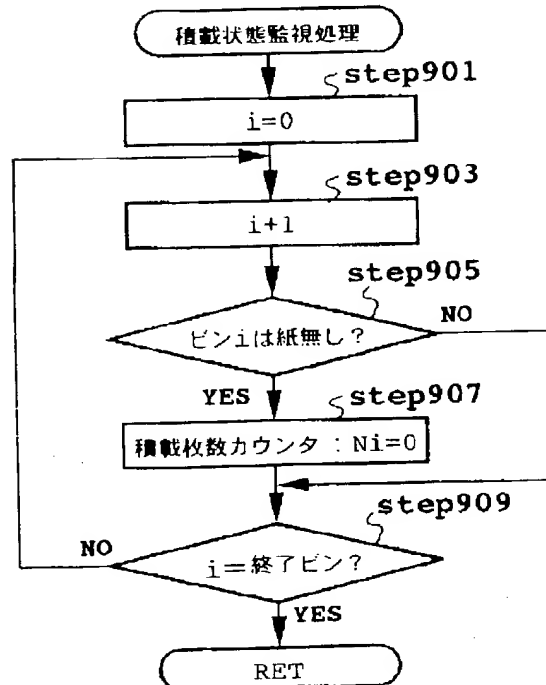 積載状態監視処理
step901
i=0
step903
i+1
step905
ビンiは紙無し?
NO
YES
step907
積載枚数カウンタ:Ni=0
step909
NO
i=終了ビン?
YES
RET